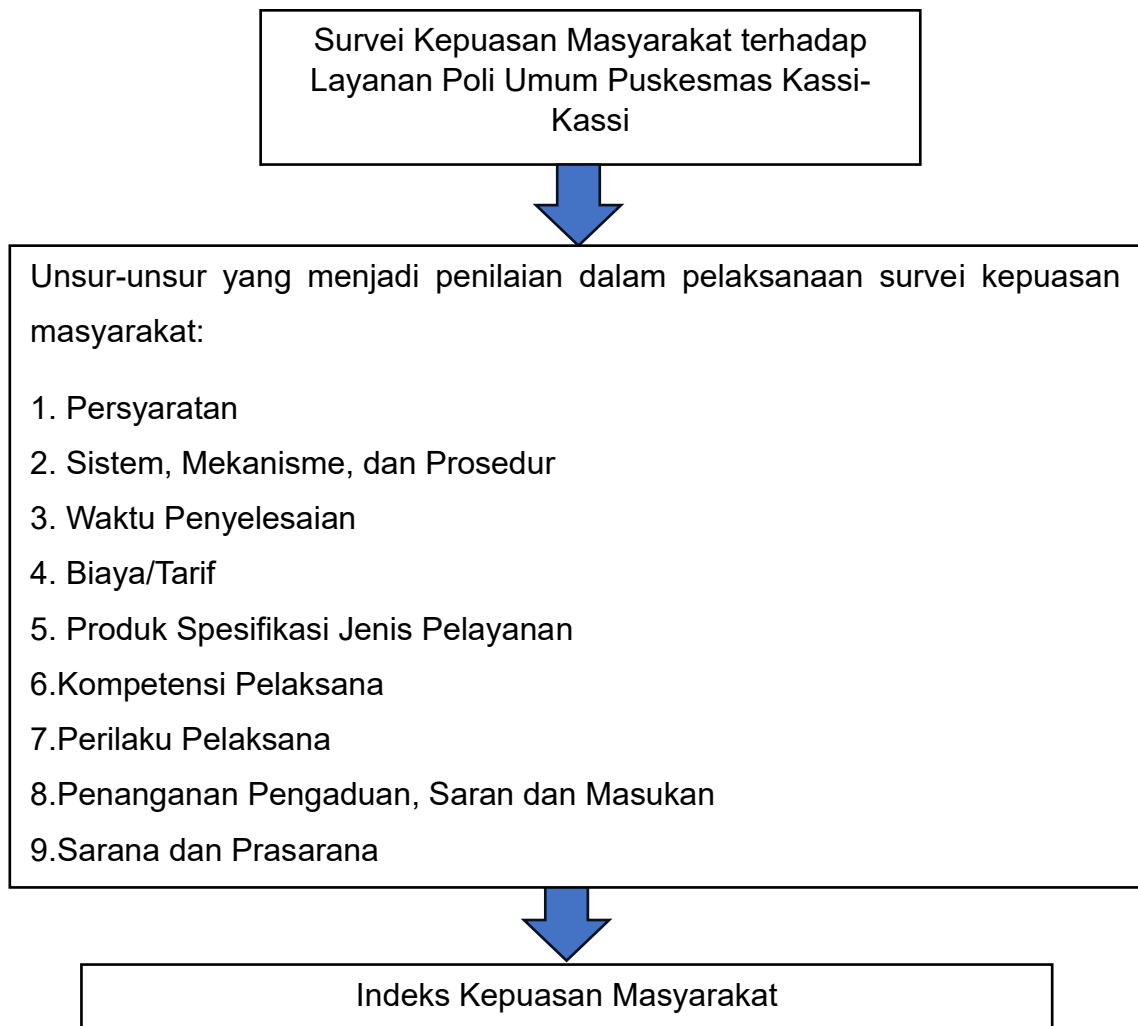 Survei Kepuasan Masyarakat terhadap
Layanan Poli Umum Puskesmas Kassi-
Kassi
Unsur-unsur yang menjadi penilaian dalam pelaksanaan survei kepuasan
masyarakat:
1. Persyaratan
2. Sistem, Mekanisme, dan Prosedur
3. Waktu Penyelesaian
4. Biaya/Tarif
5. Produk Spesifikasi Jenis Pelayanan
6.Kompetensi Pelaksana
7.Perilaku Pelaksana
8.Penanganan Pengaduan, Saran dan Masukan
9.Sarana dan Prasarana
Indeks Kepuasan Masyarakat